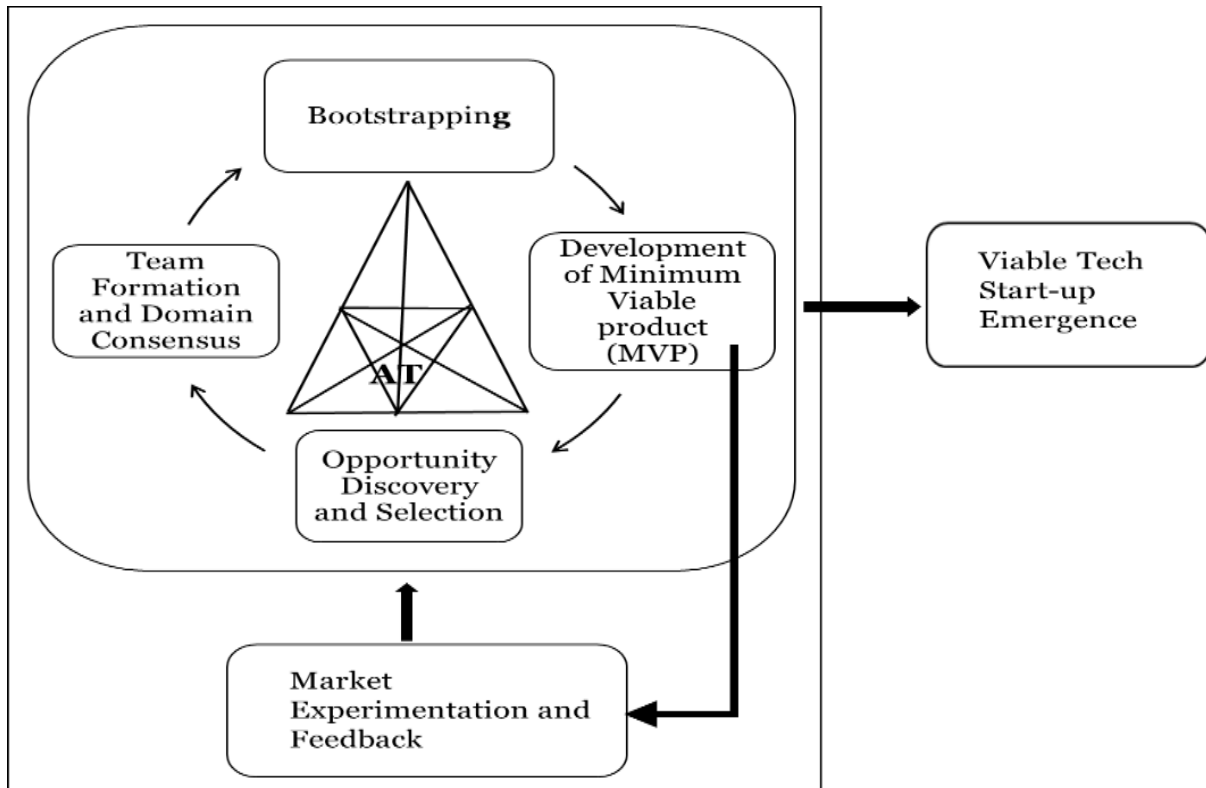 Bootstrapping
Team
Formation
and Domain
Consensus
Development
of Minimum
Viable
product
(MVP)
Viable Tech
Start-up
Emergence
AT
Opportunity
Discovery
and Selection
Market
Experimentation and
Feedback